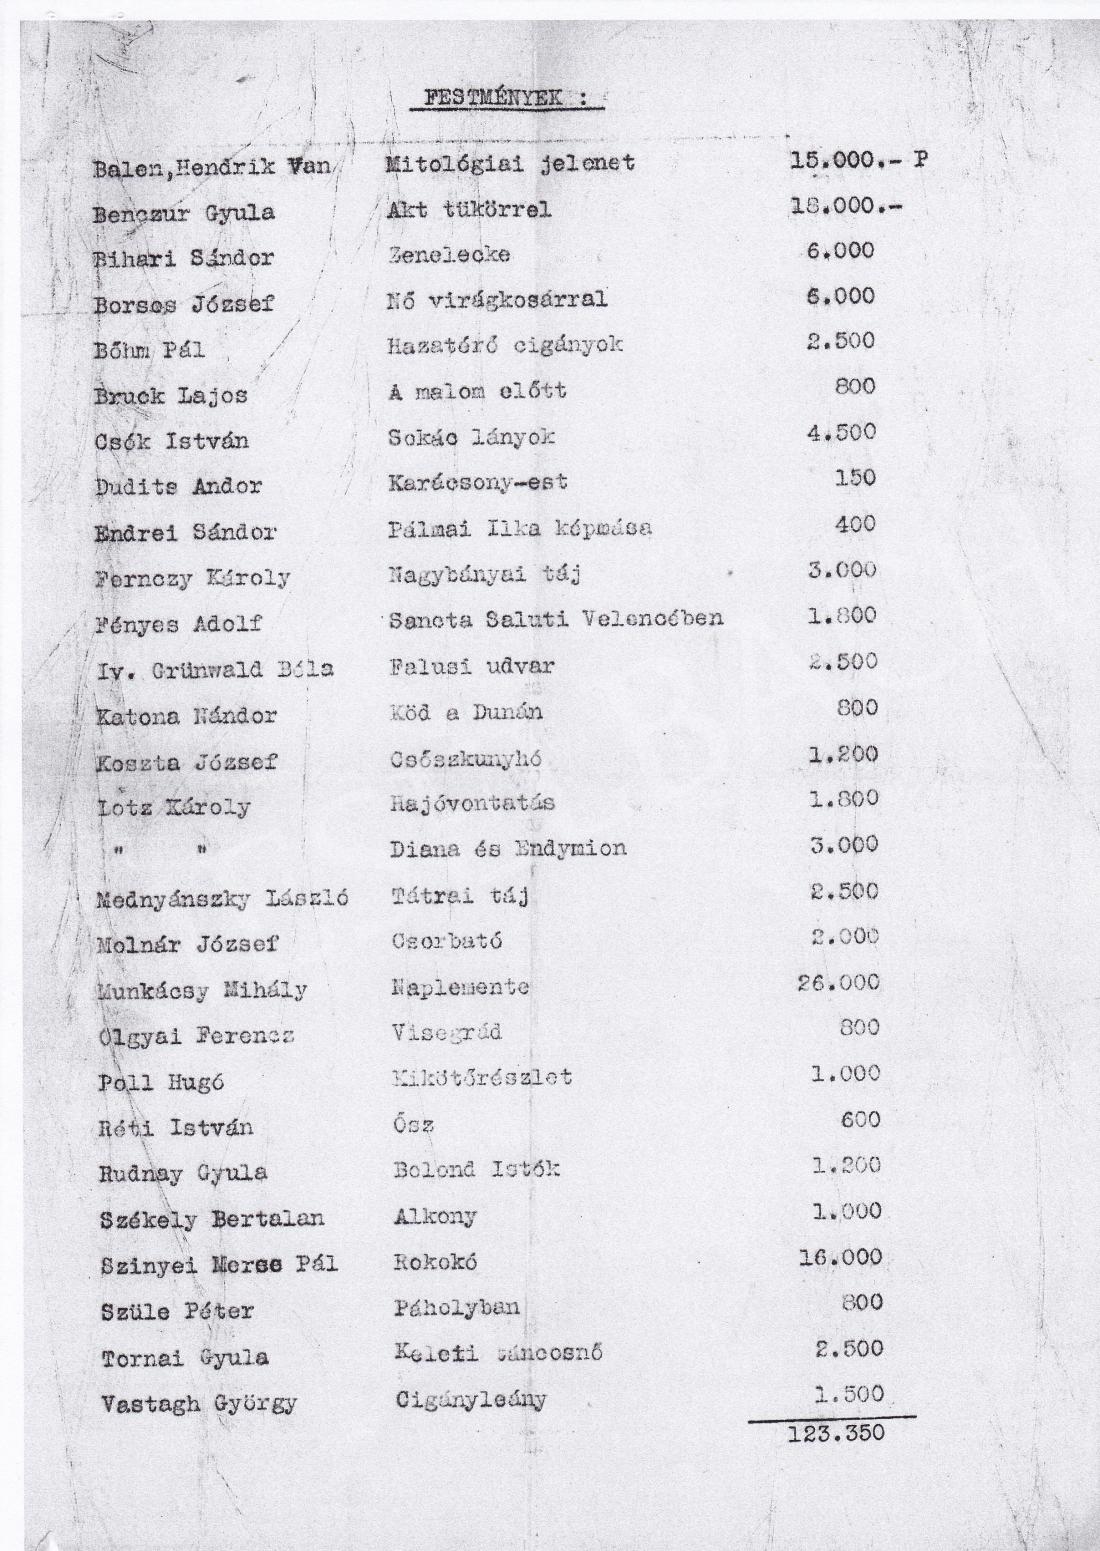 FESTMÉNYEK :
Balen,Hendrik Van Mitológiai jelenet 15.000.- P
Benczur Gyula Akt tükörrel 18.000.-
Bihari Sándor Zenelecke 6.000
Borsos József Nő virágkosárral 6.000
Bőhm Pál Hazatérő cigányok 2.500
Bruck Lajos A malom előtt 800
Csók István Sokác lányok 4.500
Dudits Andor Karácsony-est 150
Endrei Sándor Pálmai Ilka képmása 400
Fernczy Károly Nagybányai táj 3.000
Fényes Adolf Sancta Saluti Velencében 1.800
Iv. Grünwald Béla Falusi udvar 2.500
Katona Nándor Köd a Dunán 800
Koszta József Csőszkunyhó 1.200
Lotz Károly Hajóvontatás 1.800
" " Diana és Endymion 3.000
Mednyánszky László Tátrai táj 2.500
Molnár József Csorbató 2.000
Munkácsy Mihály Naplemente 26.000
Olgyai Ferencz Visegrád 800
Poll Hugó Kikötőrészlet 1.000
Réti István Ősz 600
Rudnay Gyula Bolond Istók 1.200
Székely Bertalan Alkony 1.000
Szinyei Merse Pál Rokokó 16.000
Szüle Péter Páholyban 800
Tornai Gyula Keleti táncosnő 2.500
Vastagh György Cigányleány 1.500
123.350